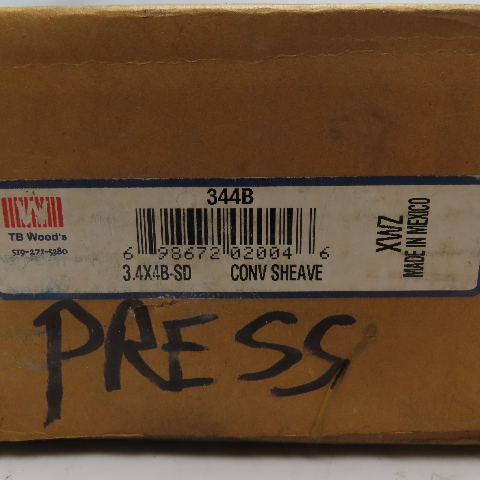 344B
TB Wood's
519-271-5380
6 98672 02004 6
3.4X4B-SD CONV SHEAVE
XWZ
MADE IN MEXICO
PRESS